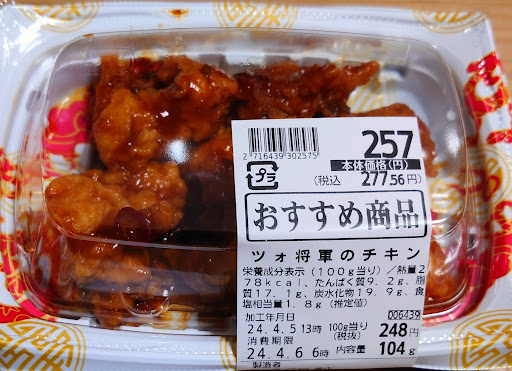 257
2 716439 302575
本体価格(円)
プラ
(税込 277.56円)
おすすめ商品
ツォ将軍のチキン
栄養成分表示(100g当り)/熱量2
78kcal、たんぱく質9.2g、脂
質17.1g、炭水化物19.9g、食
塩相当量1.8g(推定値)
加工年月日 006439
24.4.5 13時 100g当り(税抜) 248円
消費期限
24.4.6 6時 内容量 104g
製造者